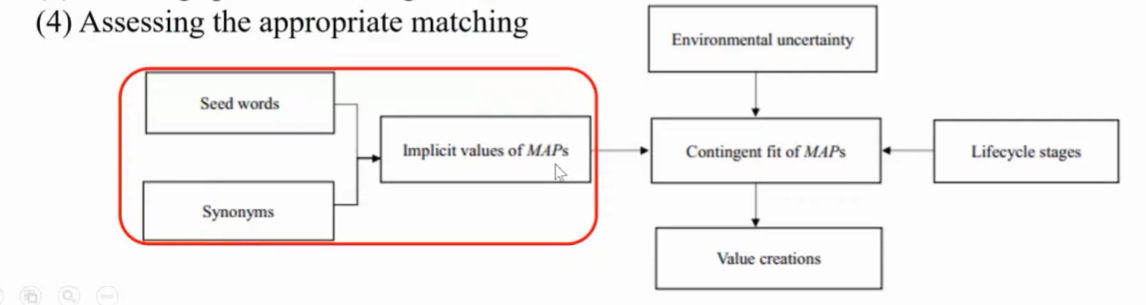 (4) Assessing the appropriate matching
Environmental uncertainty
Seed words
Implicit values of MAPs
Contingent fit of MAPs
Lifecycle stages
Synonyms
Value creations